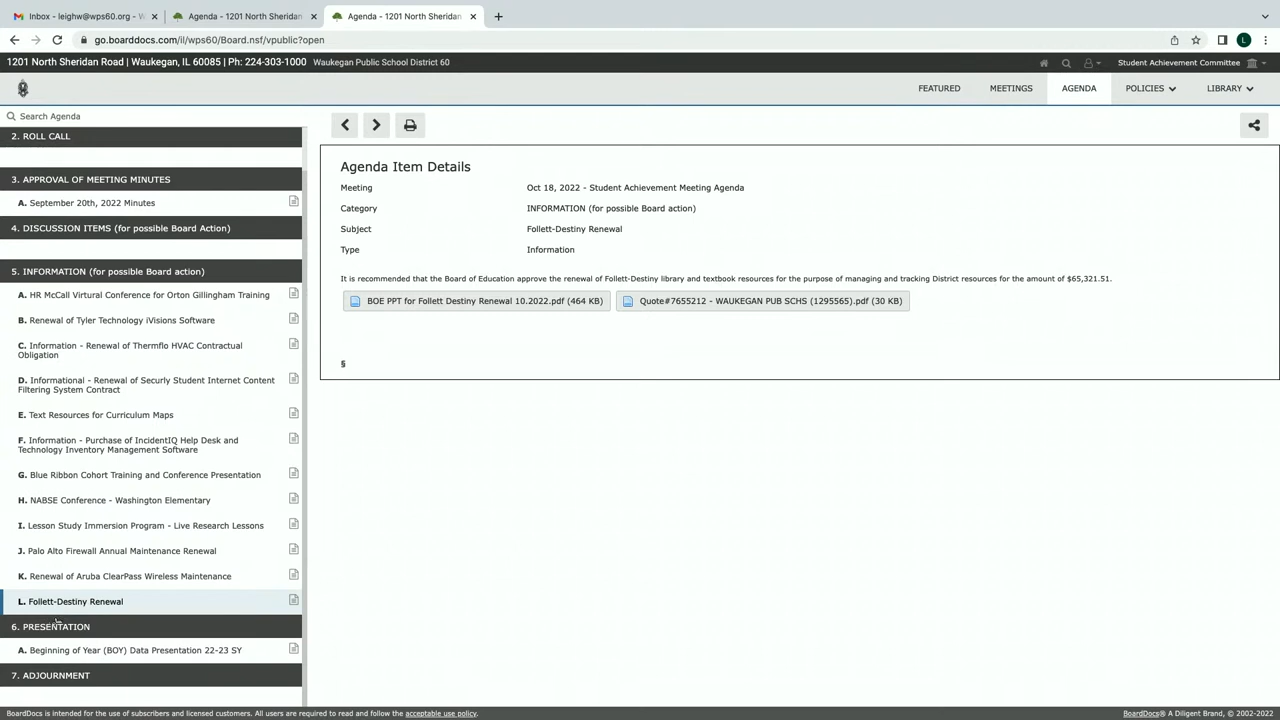 Inbox - leighw@wps60.org - W
Agenda - 1201 North Sheridan
Agenda - 1201 North Sheridan
go.boarddocs.com/il/wps60/Board.nsf/vpublic?open
L
1201 North Sheridan Road | Waukegan, IL 60085 | Ph: 224-303-1000 Waukegan Public School District 60
Student Achievement Committee
FEATURED MEETINGS AGENDA POLICIES LIBRARY
Search Agenda
2. ROLL CALL
3. APPROVAL OF MEETING MINUTES
A. September 20th, 2022 Minutes
4. DISCUSSION ITEMS (for possible Board Action)
5. INFORMATION (for possible Board action)
A. HR McCall Virtural Conference for Orton Gillingham Training
B. Renewal of Tyler Technology iVisions Software
C. Information - Renewal of Thermflo HVAC Contractual
Obligation
D. Informational - Renewal of Securly Student Internet Content
Filtering System Contract
E. Text Resources for Curriculum Maps
F. Information - Purchase of IncidentIQ Help Desk and
Technology Inventory Management Software
G. Blue Ribbon Cohort Training and Conference Presentation
H. NABSE Conference - Washington Elementary
I. Lesson Study Immersion Program - Live Research Lessons
J. Palo Alto Firewall Annual Maintenance Renewal
K. Renewal of Aruba ClearPass Wireless Maintenance
L. Follett-Destiny Renewal
6. PRESENTATION
A. Beginning of Year (BOY) Data Presentation 22-23 SY
7. ADJOURNMENT
Agenda Item Details
Meeting Oct 18, 2022 - Student Achievement Meeting Agenda
Category INFORMATION (for possible Board action)
Subject Follett-Destiny Renewal
Type Information
It is recommended that the Board of Education approve the renewal of Follett-Destiny library and textbook resources for the purpose of managing and tracking District resources for the amount of $65,321.51.
BOE PPT for Follett Destiny Renewal 10.2022.pdf (464 KB) Quote#7655212 - WAUKEGAN PUB SCHS (1295565).pdf (30 KB)
§
BoardDocs is intended for the use of subscribers and licensed customers. All users are required to read and follow the acceptable use policy.
BoardDocs® A Diligent Brand, © 2002-2022